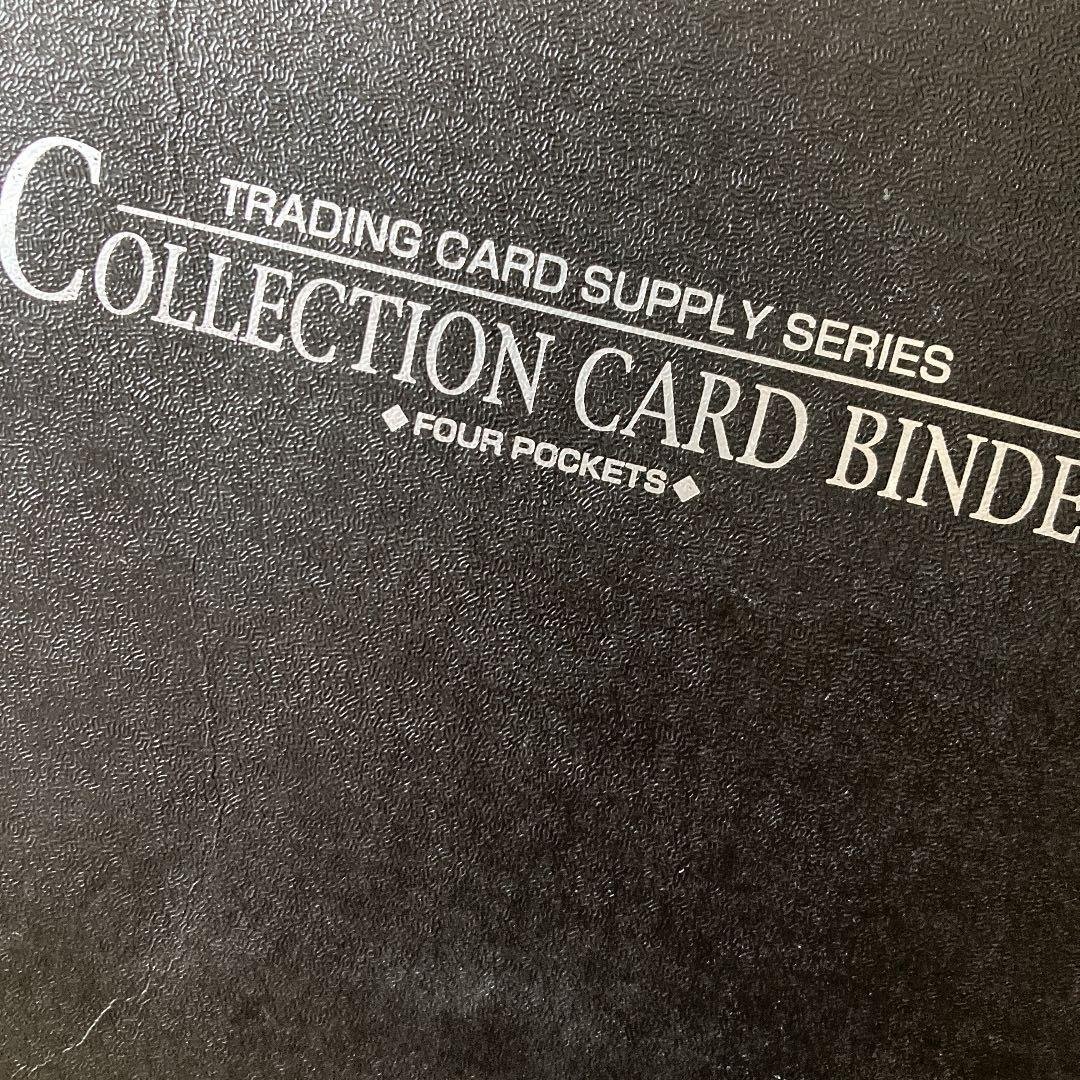 TRADING CARD SUPPLY SERIES
COLLECTION CARD BINDE
◆FOUR POCKETS◆